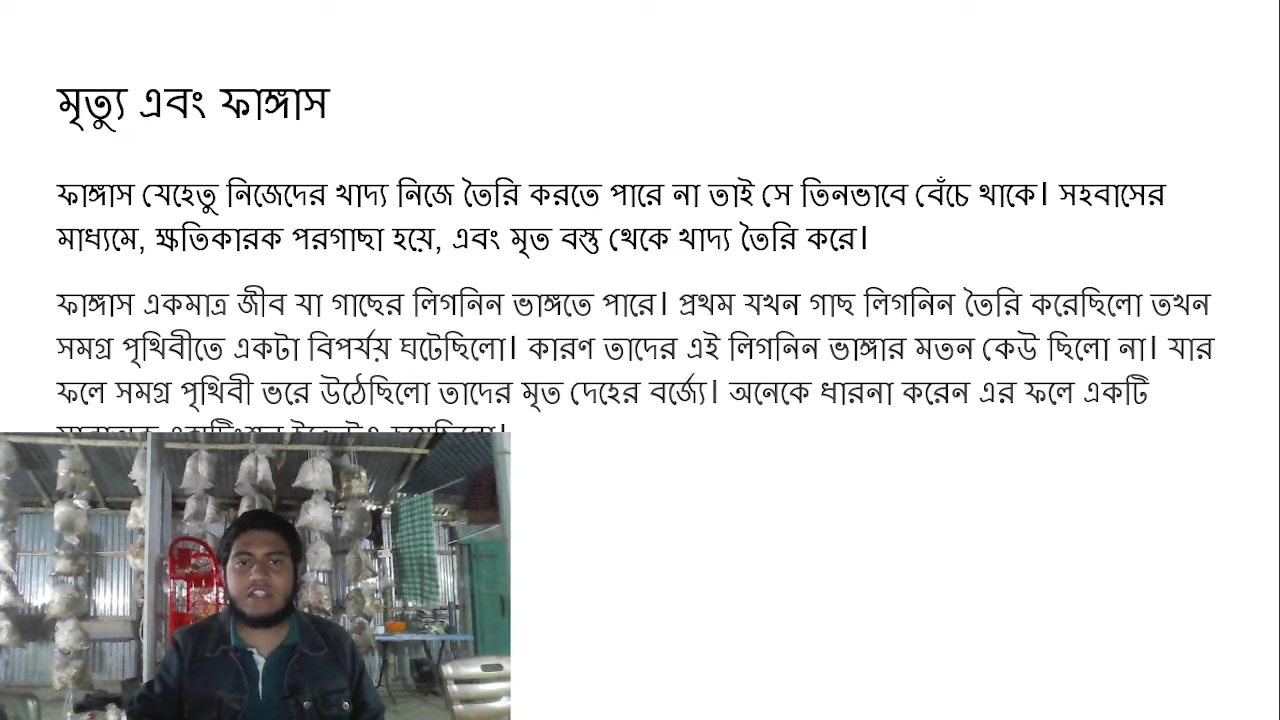 মৃত্যু এবং ফাঙ্গাস
ফাঙ্গাস যেহেতু নিজেদের খাদ্য নিজে তৈরি করতে পারে না তাই সে তিনভাবে বেঁচে থাকে। সহবাসের
মাধ্যমে, ক্ষতিকারক পরগাছা হয়ে, এবং মৃত বস্তু থেকে খাদ্য তৈরি করে।
ফাঙ্গাস একমাত্র জীব যা গাছের লিগনিন ভাঙ্গতে পারে। প্রথম যখন গাছ লিগনিন তৈরি করেছিলো তখন
সমগ্র পৃথিবীতে একটা বিপর্যয় ঘটেছিলো। কারণ তাদের এই লিগনিন ভাঙ্গার মতন কেউ ছিলো না। যার
ফলে সমগ্র পৃথিবী ভরে উঠেছিলো তাদের মৃত দেহের বর্জ্যে। অনেকে ধারনা করেন এর ফলে একটি